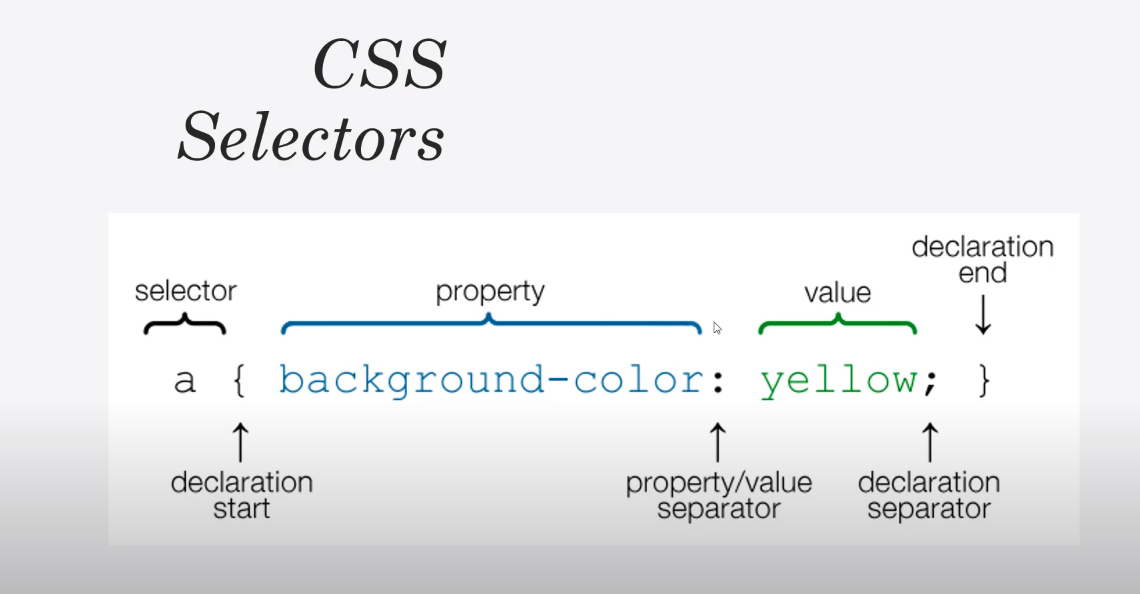 CSS
Selectors
declaration
end
selector
property
value
a { background-color: yellow; }
declaration
start
property/value
separator
declaration
separator